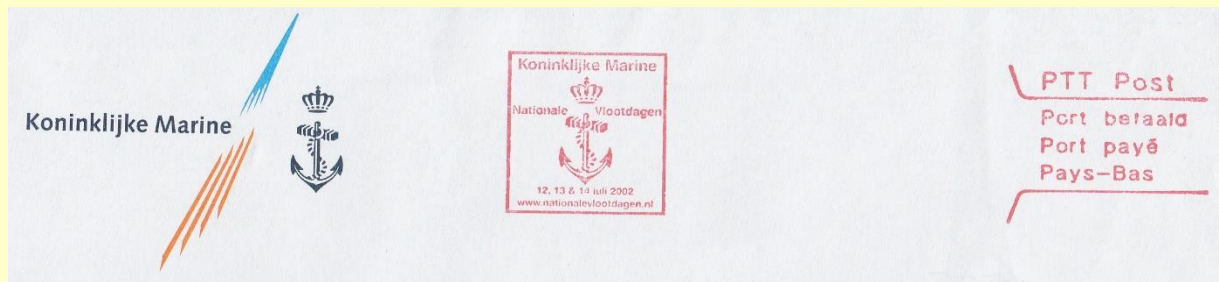 Koninklijke Marine
Koninklijke Marine
Nationale Vlootdagen
12, 13 & 14 juli 2002
www.nationalevlootdagen.nl
PTT Post
Port betaald
Port payé
Pays-Bas